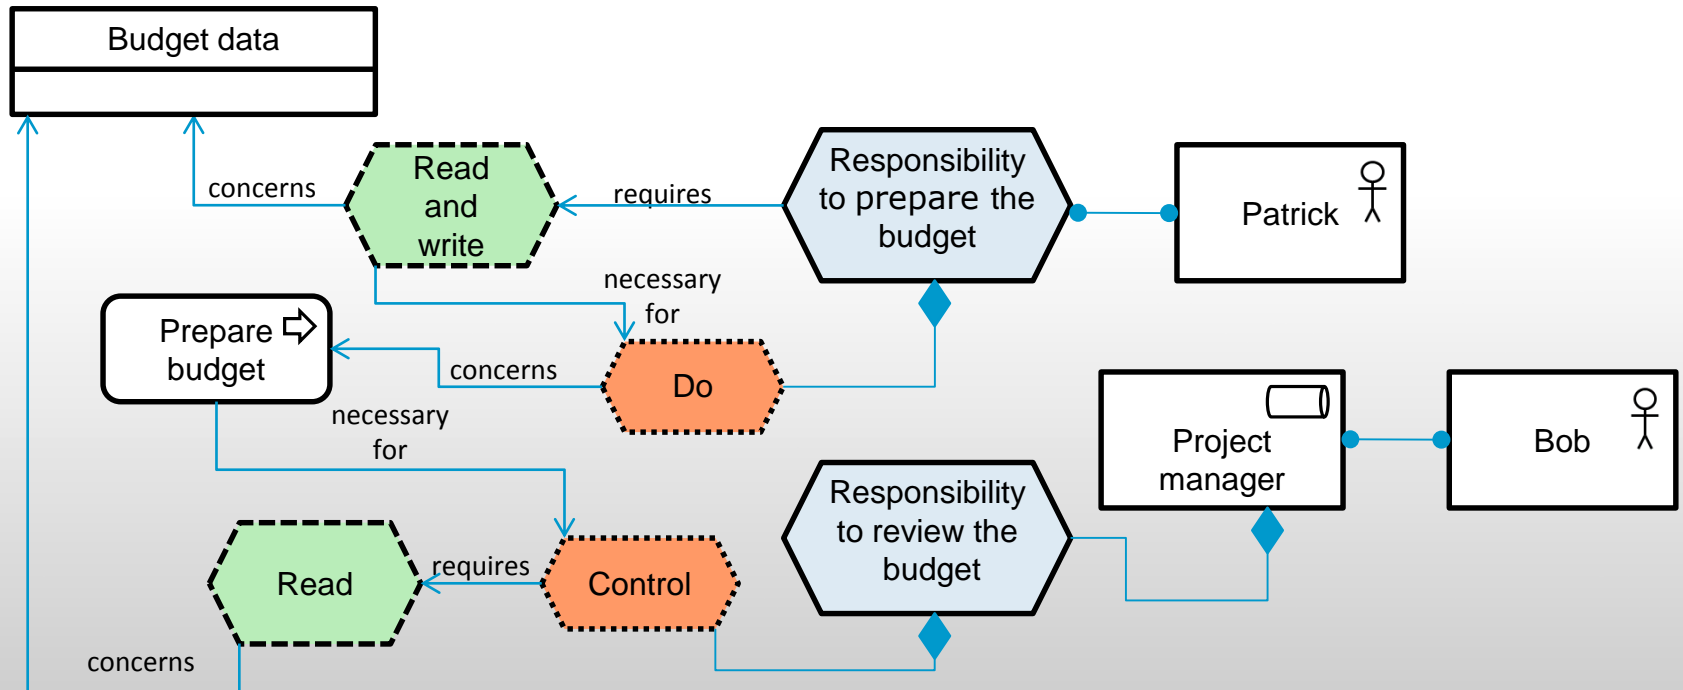 Budget data
Read
and
write
concerns
requires
Responsibility
to prepare the
budget
Patrick
necessary
for
Prepare
budget
concerns
Do
necessary
for
Project
manager
Bob
Responsibility
to review the
budget
Read
requires
Control
concerns